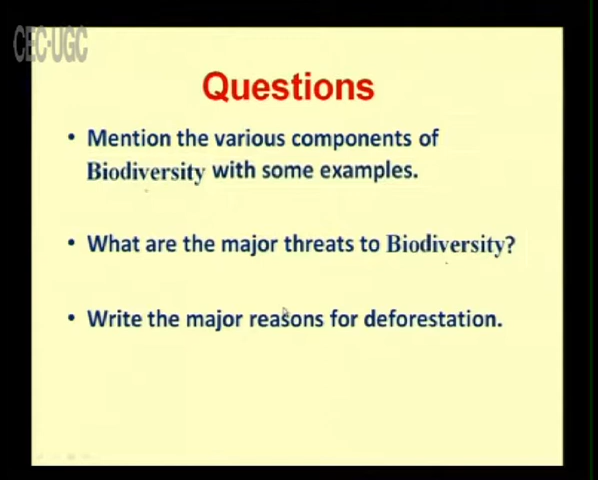 CEC-UGC
Questions
• Mention the various components of
Biodiversity with some examples.
• What are the major threats to Biodiversity?
• Write the major reasons for deforestation.